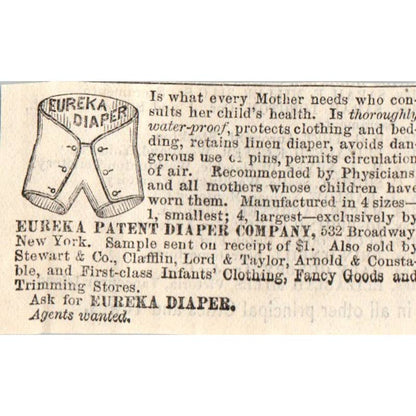 EUREKA
DIAPER
Is what every Mother needs who con-
sults her child's health. Is thoroughly
water-proof, protects clothing and bed-
ding, retains linen diaper, avoids dan-
gerous use of pins, permits circulation
of air. Recommended by Physicians
and all mothers whose children have
worn them. Manufactured in 4 sizes—
1, smallest; 4, largest—exclusively by
EUREKA PATENT DIAPER COMPANY, 532 Broadway
New York. Sample sent on receipt of $1. Also sold by
Stewart & Co., Clafflin, Lord & Taylor, Arnold & Consta-
ble, and First-class Infants' Clothing, Fancy Goods and
Trimming Stores.
Ask for EUREKA DIAPER.
Agents wanted.